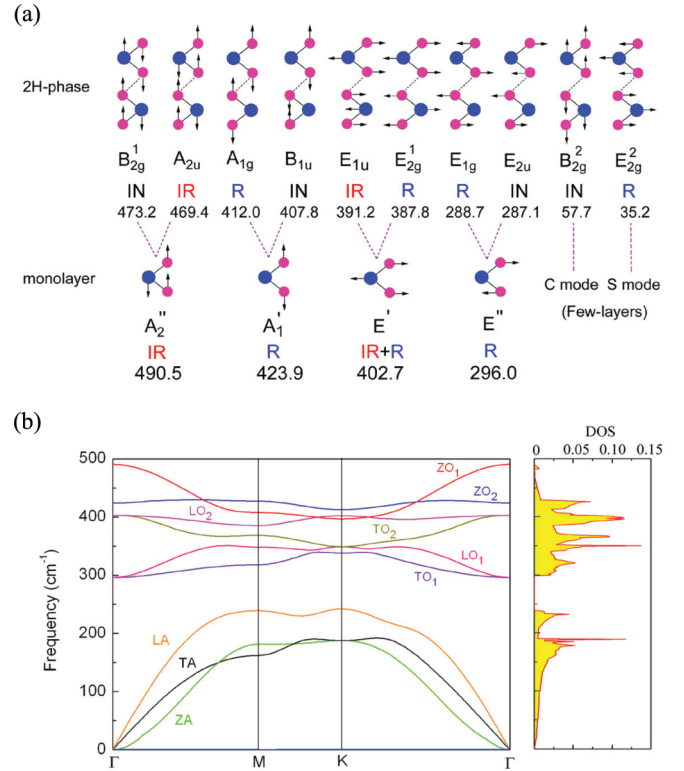 (a)
2H-phase
B¹₂g A₂u A₁g B₁u E₁u E¹₂g E₁g E₂u B²₂g E²₂g
IN IR R IN IR R R IN IN R
473.2 469.4 412.0 407.8 391.2 387.8 288.7 287.1 57.7 35.2
monolayer
C mode S mode
(Few-layers)
A₂'' A₁' E' E''
IR R IR+R R
490.5 423.9 402.7 296.0
(b)
DOS
0 0.05 0.10 0.15
500
400
300
200
100
0
Frequency (cm⁻¹)
ZO₁
ZO₂
LO₂
TO₂
LO₁
TO₁
LA
TA
ZA
Γ M K Γ